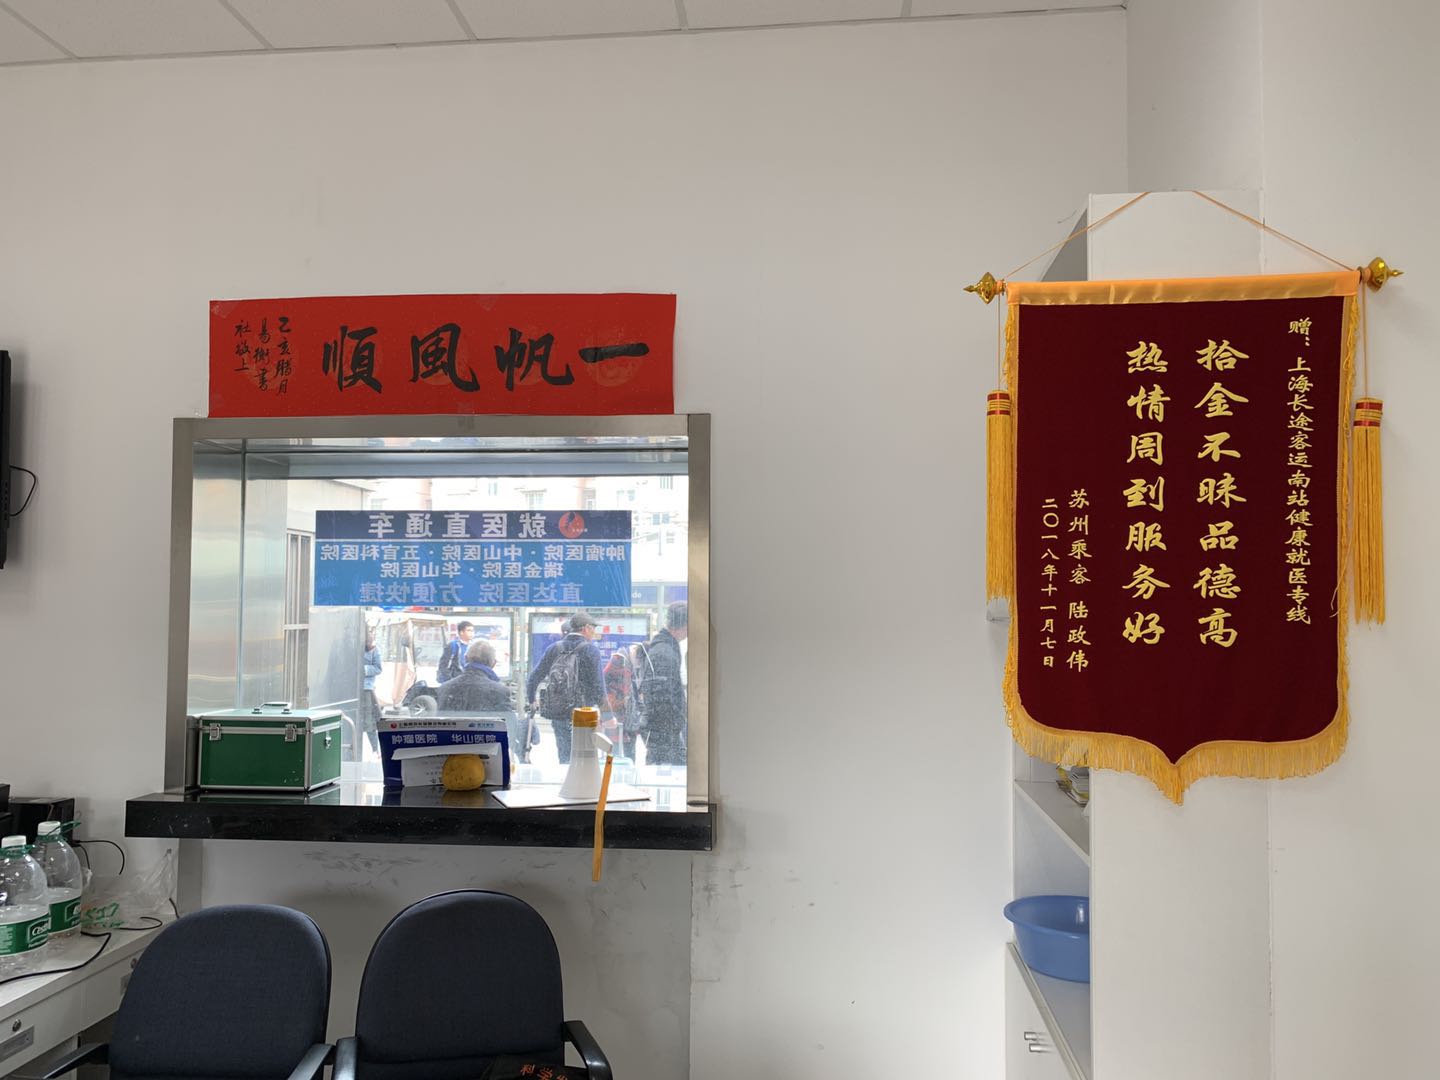 一帆風順
乙亥腊月
易衡書
社敬上
就医直通车
肿瘤医院·中山医院·五官科医院
瑞金医院·华山医院
直达医院 方便快捷
肿瘤医院 华山医院
赠：上海长途客运南站健康就医专线
拾金不昧品德高
热情周到服务好
苏州乘客 陆政伟
二〇一八年十一月七日